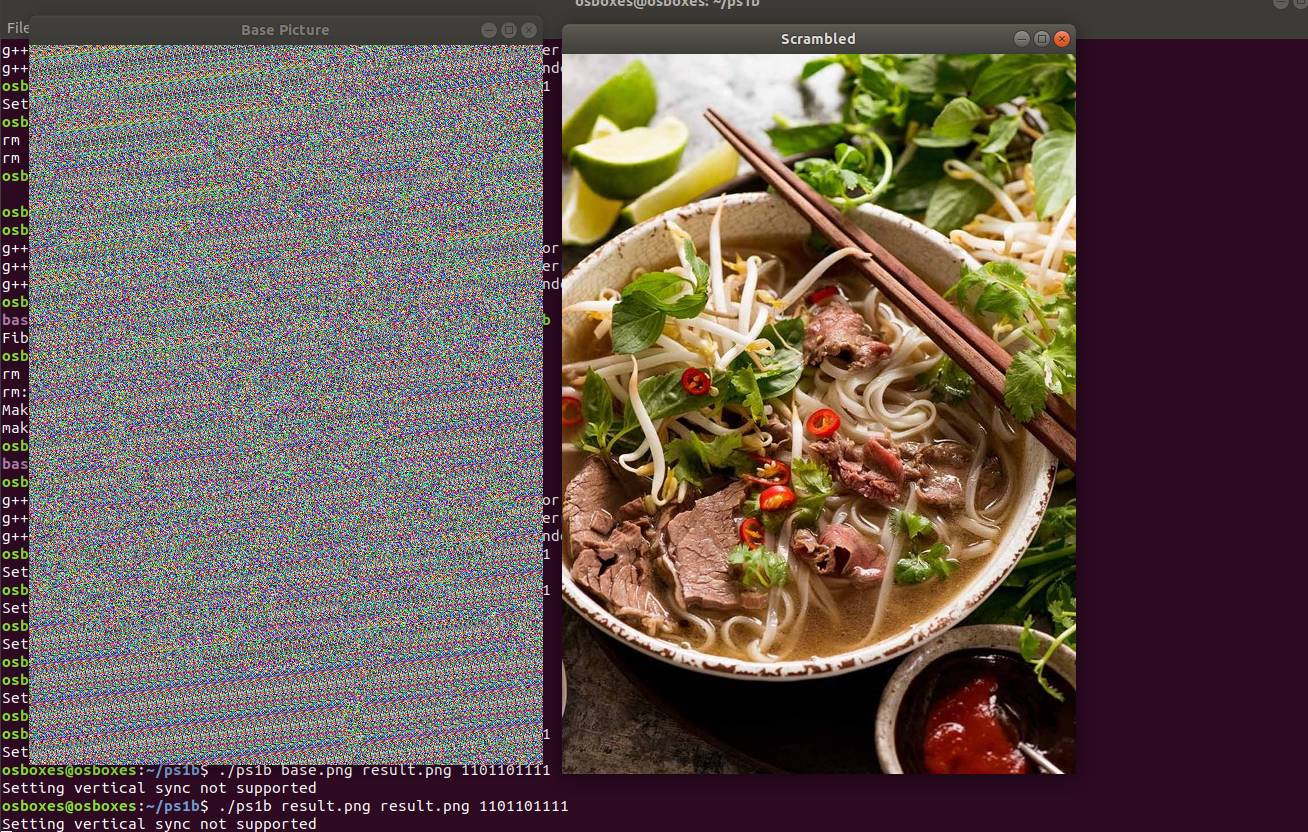 osboxes@osboxes: ~/ps1b
File
Base Picture
Scrambled
g++
er
g++
nde
osb
1
Set
osb
rm
rm
osb
osb
osb
g++
or
g++
er
g++
nde
osb
bas
b
Fib
osb
rm
rm:
Mak
mak
osb
bas
osb
g++
or
g++
er
g++
nde
osb
1
Set
osb
1
Set
osb
Set
osb
osb
Set
osb
osb
1
Set
osboxes@osboxes:~/ps1b$ ./ps1b base.png result.png 1101101111
Setting vertical sync not supported
osboxes@osboxes:~/ps1b$ ./ps1b result.png result.png 1101101111
Setting vertical sync not supported